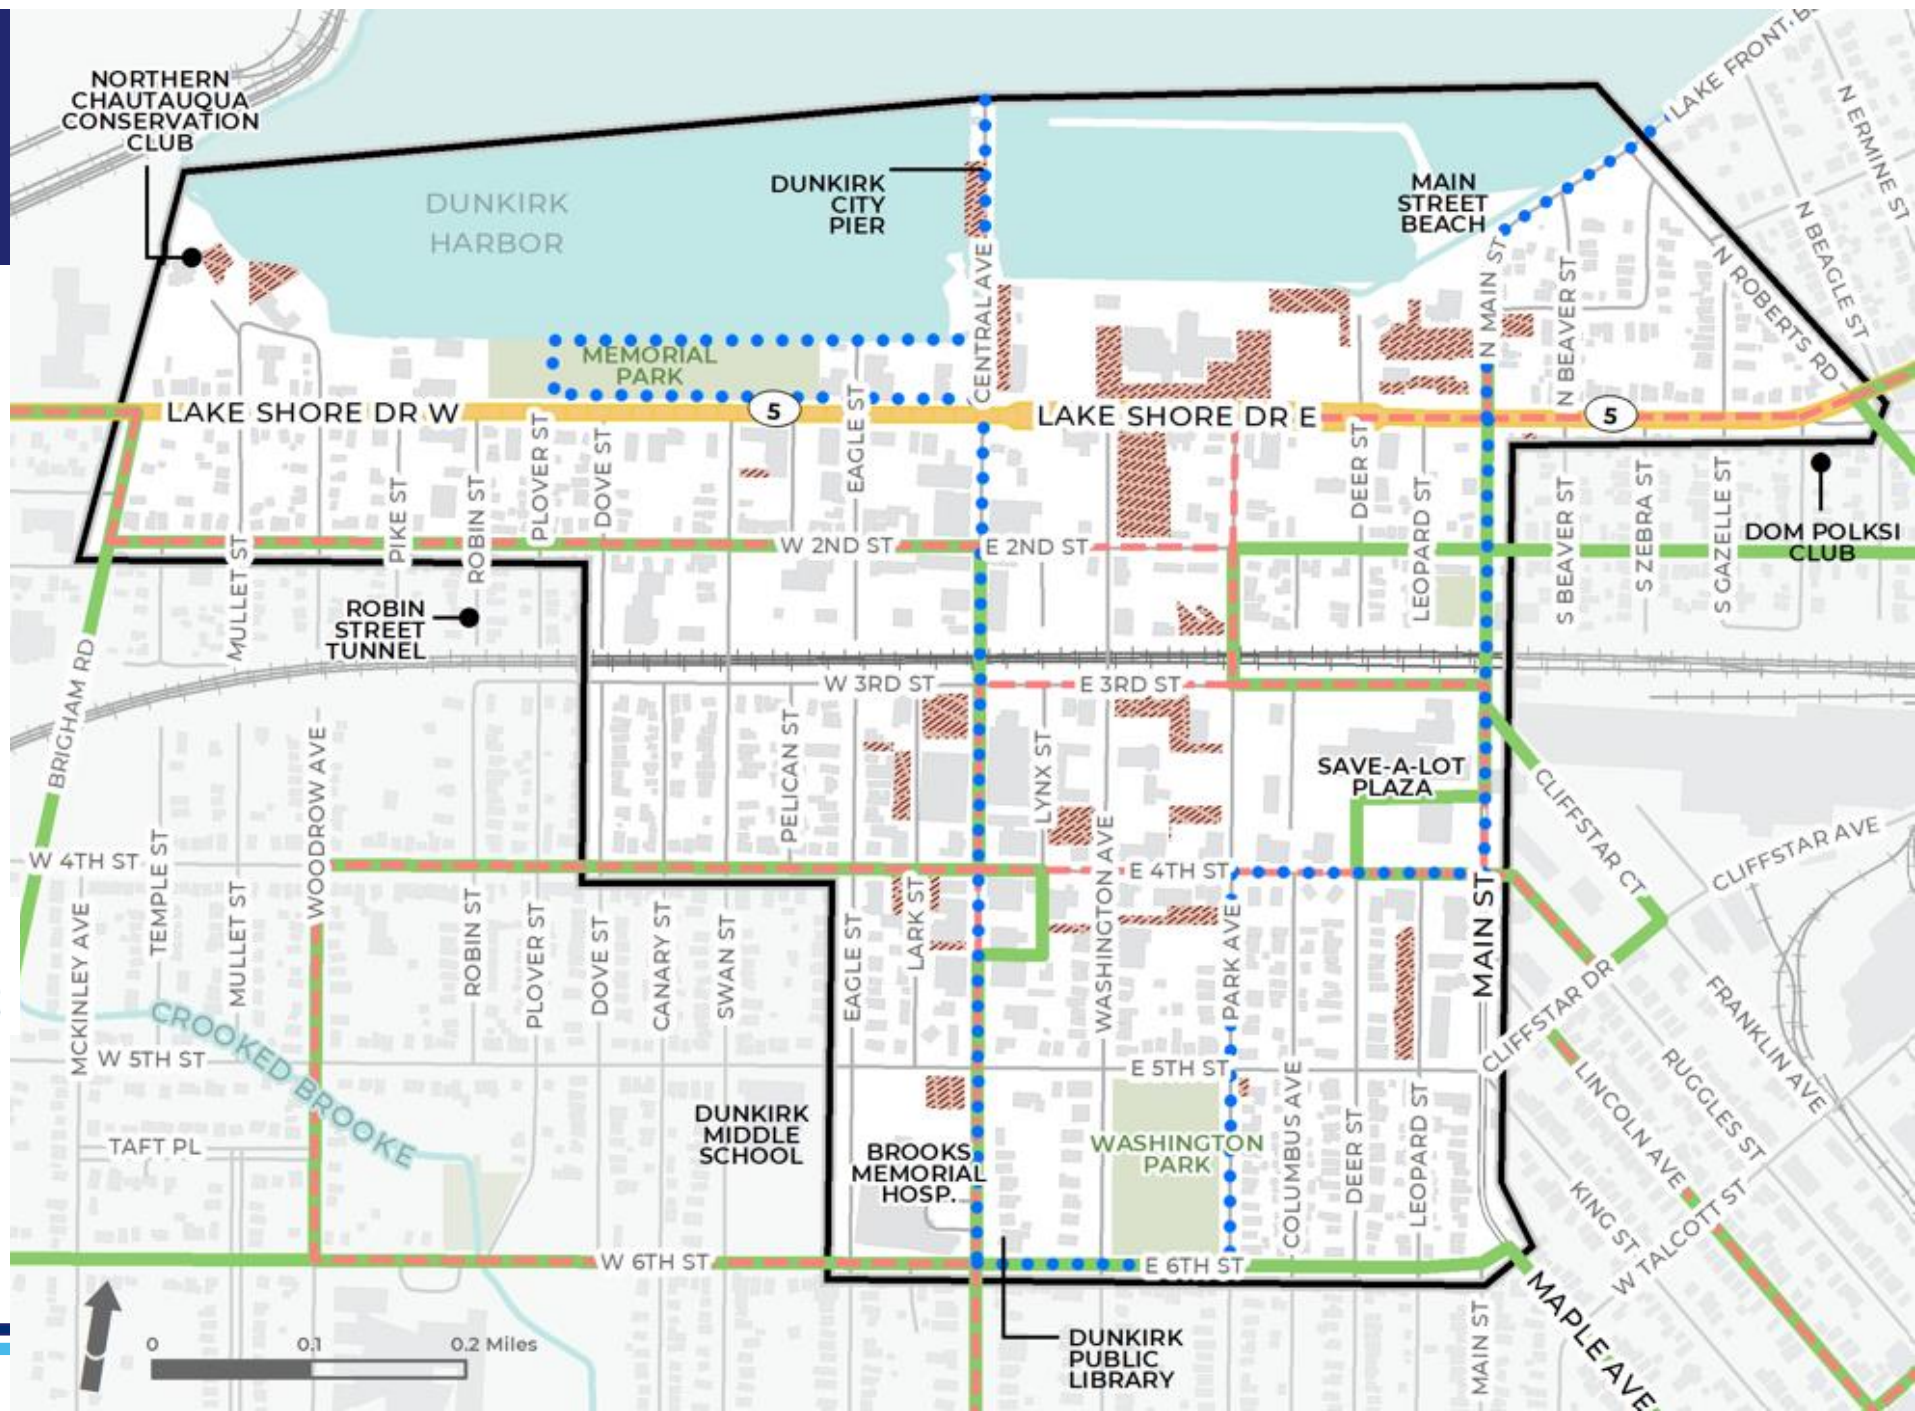 NORTHERN
CHAUTAUQUA
CONSERVATION
CLUB
DUNKIRK
HARBOR
DUNKIRK
CITY
PIER
MAIN
STREET
BEACH
LAKE FRONT B
N ERMINE ST
N BEAGLE ST
N ROBERTS RD
CENTRAL AVE
N MAIN ST
N BEAVER ST
MEMORIAL
PARK
LAKE SHORE DR W
5
LAKE SHORE DR E
5
EAGLE ST
PLOVER ST
DOVE ST
PIKE ST
ROBIN ST
MULLET ST
DEER ST
LEOPARD ST
S BEAVER ST
S ZEBRA ST
S GAZELLE ST
DOM POLKSI
CLUB
W 2ND ST
E 2ND ST
ROBIN
STREET
TUNNEL
BRIGHAM RD
W 3RD ST
E 3RD ST
WOODROW AVE
PELICAN ST
LYNX ST
SAVE-A-LOT
PLAZA
CLIFFSTAR CT
CLIFFSTAR AVE
W 4TH ST
TEMPLE ST
E 4TH ST
WASHINGTON AVE
MCKINLEY AVE
MULLET ST
ROBIN ST
PLOVER ST
DOVE ST
CANARY ST
SWAN ST
EAGLE ST
LARK ST
PARK AVE
MAIN ST
CLIFFSTAR DR
FRANKLIN AVE
CROOKED BROOKE
W 5TH ST
E 5TH ST
RUGGLES ST
LINCOLN AVE
TAFT PL
DUNKIRK
MIDDLE
SCHOOL
BROOKS
MEMORIAL
HOSP.
WASHINGTON
PARK
COLUMBUS AVE
DEER ST
LEOPARD ST
KING ST
W TALCOTT ST
W 6TH ST
E 6TH ST
MAPLE AVE
MAIN ST
DUNKIRK
PUBLIC
LIBRARY
0 0.1 0.2 Miles